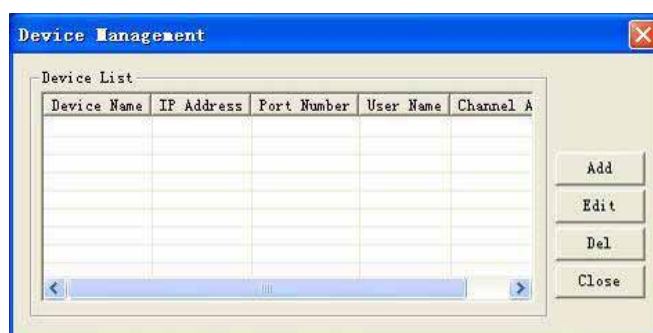 Device Management
Device List
Device Name IP Address Port Number User Name Channel A
Add
Edit
Del
Close